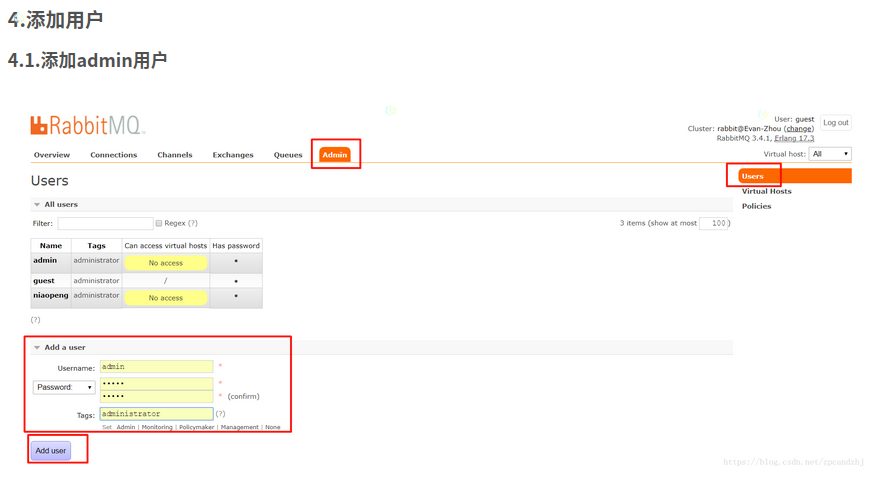 4.添加用户
4.1.添加admin用户
RabbitMQ
User: guest
Log out
Cluster: rabbit@Evan-Zhou (change)
RabbitMQ 3.4.1, Erlang 17.3
Overview Connections Channels Exchanges Queues Admin
Virtual host: All
Users
Users
Virtual Hosts
Policies
All users
Filter: Regex (?)
3 items (show at most 100 )
Name Tags Can access virtual hosts Has password
admin administrator No access •
guest administrator / •
niaopeng administrator No access •
(?)
Add a user
Username: admin *
Password: ••••• *
••••• * (confirm)
Tags: administrator (?)
Set Admin | Monitoring | Policymaker | Management | None
Add user
https://blog.csdn.net/zpcandzhj